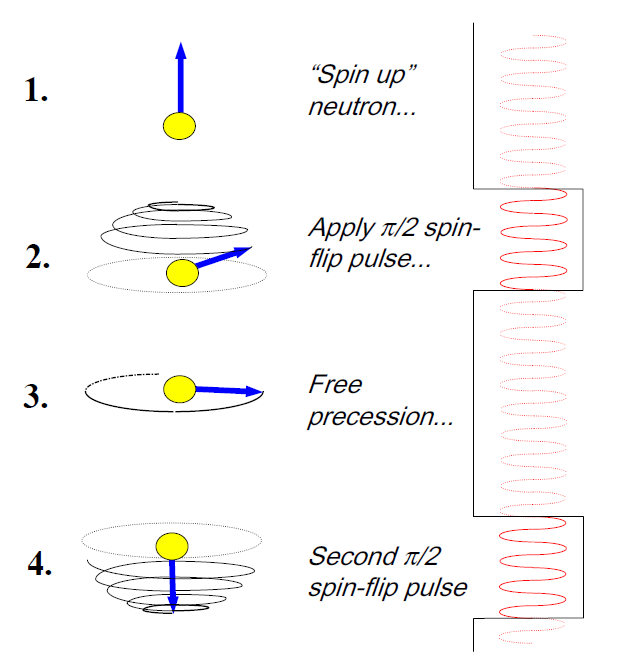 1.
“Spin up”
neutron...
2.
Apply π/2 spin-
flip pulse...
3.
Free
precession...
4.
Second π/2
spin-flip pulse